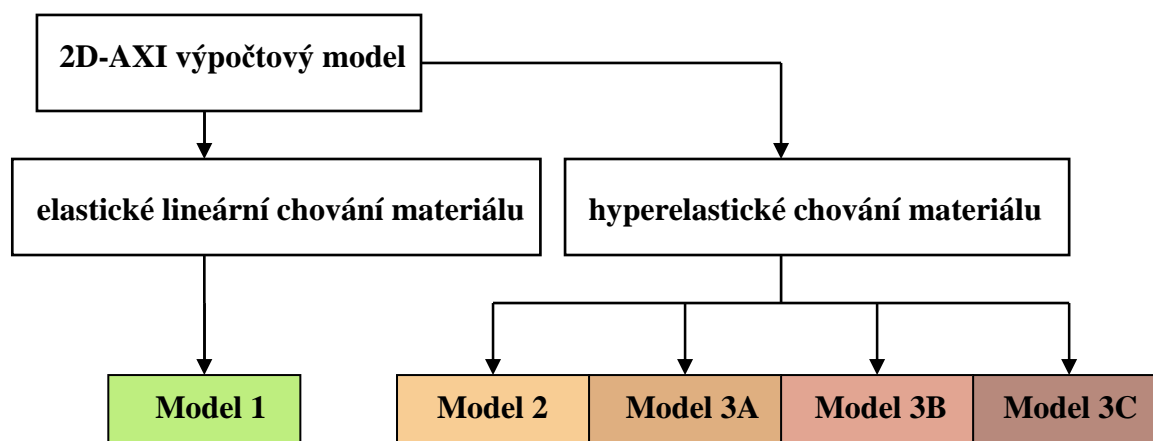 2D-AXI výpočtový model
elastické lineární chování materiálu
hyperelastické chování materiálu
Model 1
Model 2
Model 3A
Model 3B
Model 3C